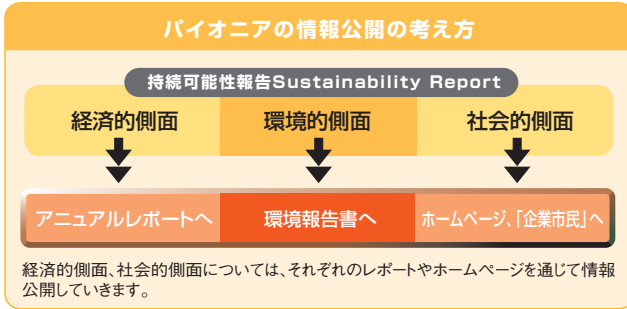 パイオニアの情報公開の考え方
持続可能性報告Sustainability Report
経済的側面 環境的側面 社会的側面
アニュアルレポートへ 環境報告書へ ホームページ、「企業市民」へ
経済的側面、社会的側面については、それぞれのレポートやホームページを通じて情報
公開していきます。